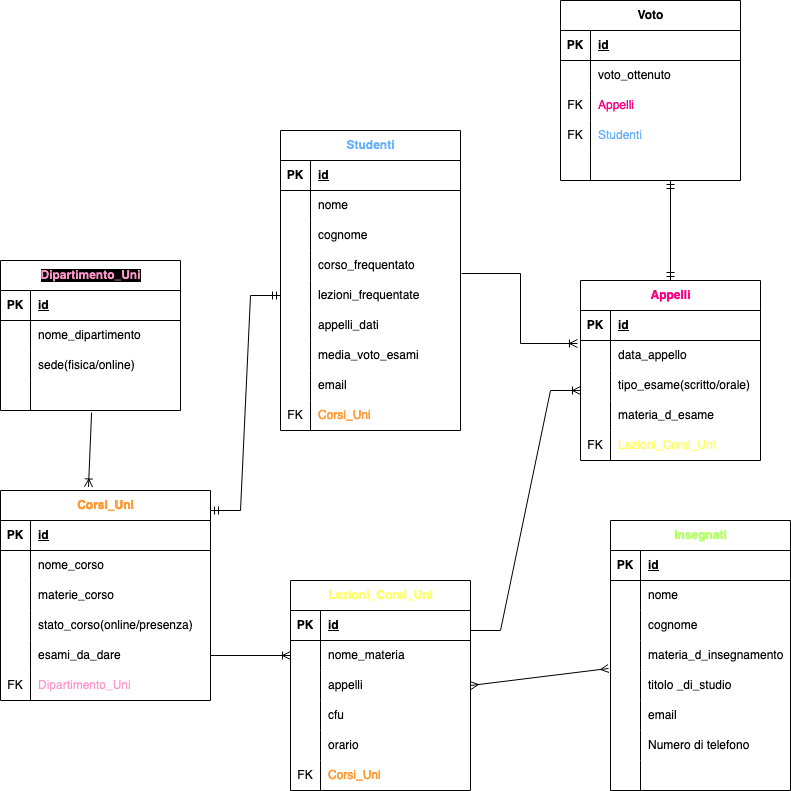 Voto
PK id
voto_ottenuto
FK Appelli
FK Studenti
Studenti
PK id
nome
cognome
corso_frequentato
lezioni_frequentate
appelli_dati
media_voto_esami
email
FK Corsi_Uni
Dipartimento_Uni
PK id
nome_dipartimento
sede(fisica/online)
Appelli
PK id
data_appello
tipo_esame(scritto/orale)
materia_d_esame
FK Lezioni_Corsi_Uni
Corsi_Uni
PK id
nome_corso
materie_corso
stato_corso(online/presenza)
esami_da_dare
FK Dipartimento_Uni
Lezioni_Corsi_Uni
PK id
nome_materia
appelli
cfu
orario
FK Corsi_Uni
Insegnati
PK id
nome
cognome
materia_d_insegnamento
titolo _di_studio
email
Numero di telefono